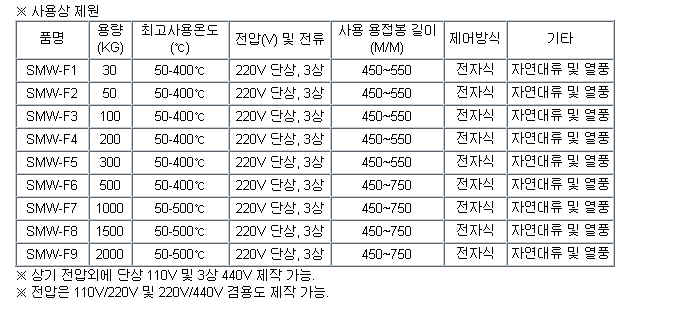 ※ 사용상 제원
품명 용량 (KG) 최고사용온도 (℃) 전압(V) 및 전류 사용 용접봉 길이 (M/M) 제어방식 기타
SMW-F1 30 50-400℃ 220V 단상, 3상 450~550 전자식 자연대류 및 열풍
SMW-F2 50 50-400℃ 220V 단상, 3상 450~550 전자식 자연대류 및 열풍
SMW-F3 100 50-400℃ 220V 단상, 3상 450~550 전자식 자연대류 및 열풍
SMW-F4 200 50-400℃ 220V 단상, 3상 450~550 전자식 자연대류 및 열풍
SMW-F5 300 50-400℃ 220V 단상, 3상 450~550 전자식 자연대류 및 열풍
SMW-F6 500 50-400℃ 220V 단상, 3상 450~750 전자식 자연대류 및 열풍
SMW-F7 1000 50-500℃ 220V 단상, 3상 450~750 전자식 자연대류 및 열풍
SMW-F8 1500 50-500℃ 220V 단상, 3상 450~750 전자식 자연대류 및 열풍
SMW-F9 2000 50-500℃ 220V 단상, 3상 450~750 전자식 자연대류 및 열풍
※ 상기 전압외에 단상 110V 및 3상 440V 제작 가능.
※ 전압은 110V/220V 및 220V/440V 겸용도 제작 가능.